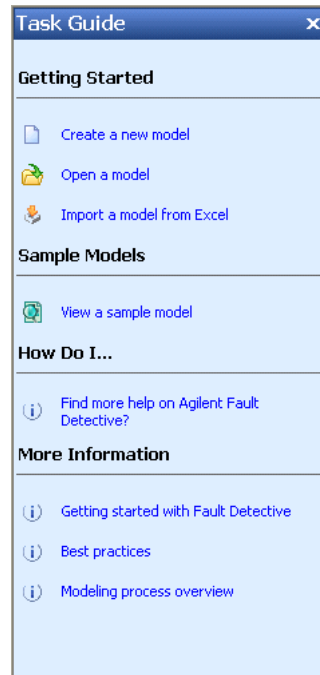 Task Guide
Getting Started
Create a new model
Open a model
Import a model from Excel
Sample Models
View a sample model
How Do I...
Find more help on Agilent Fault
Detective?
More Information
Getting started with Fault Detective
Best practices
Modeling process overview